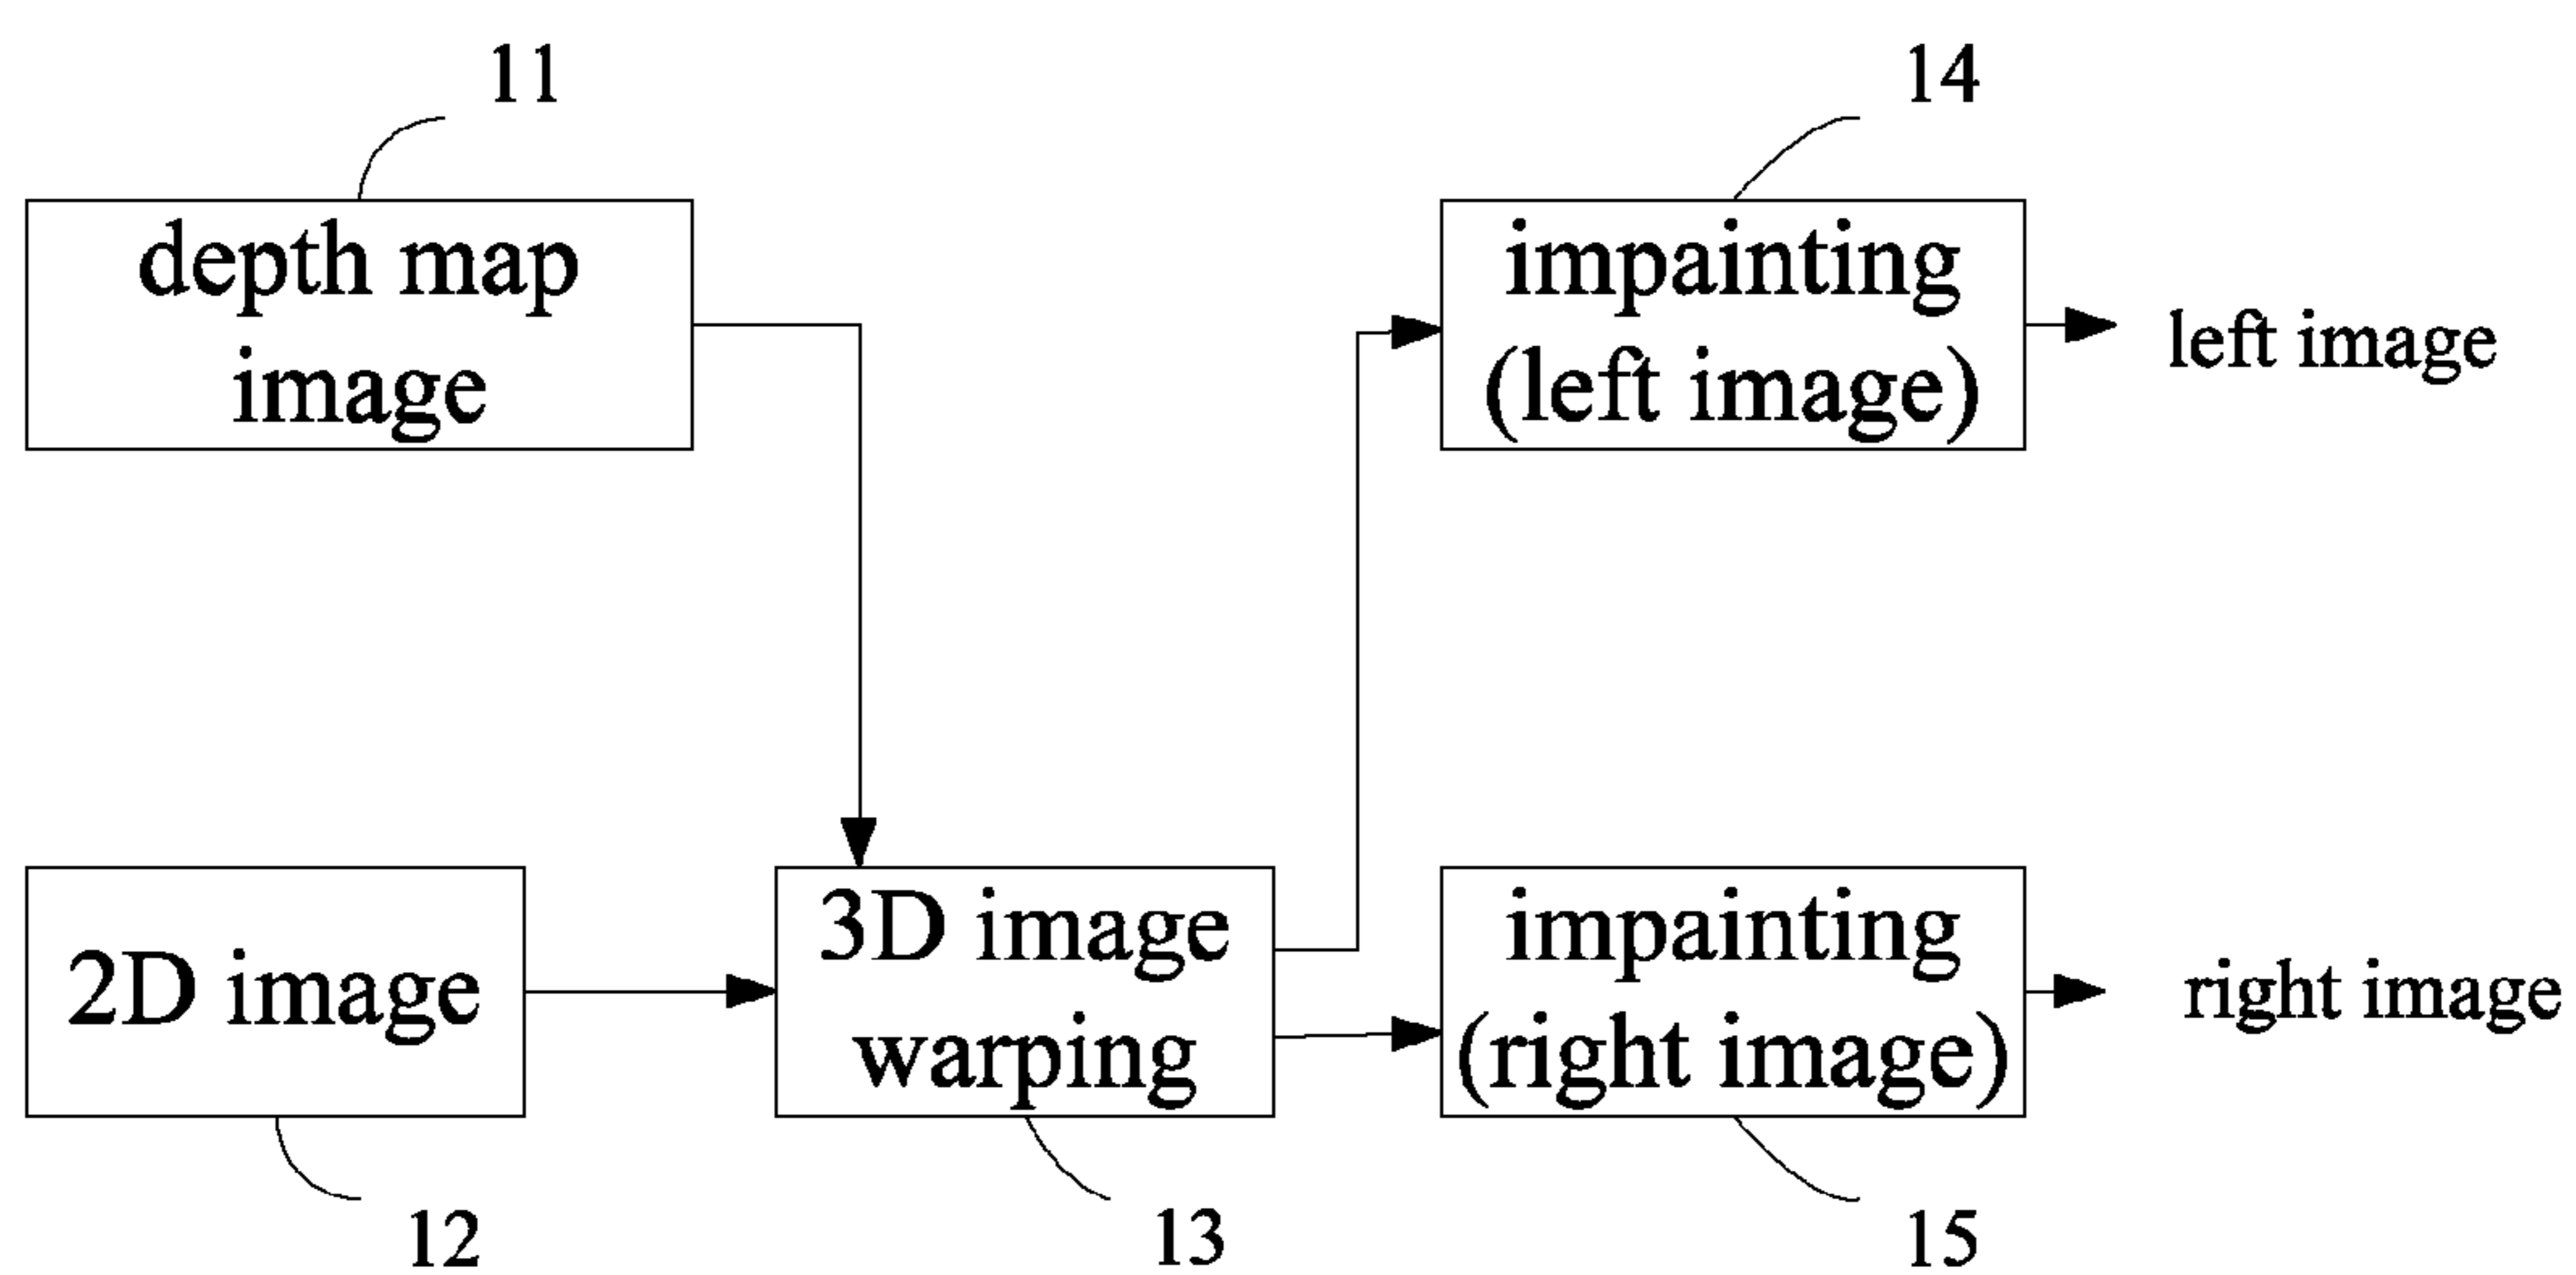 11
14
depth map
image
impainting
(left image)
left image
2D image
3D image
warping
impainting
(right image)
right image
12
13
15